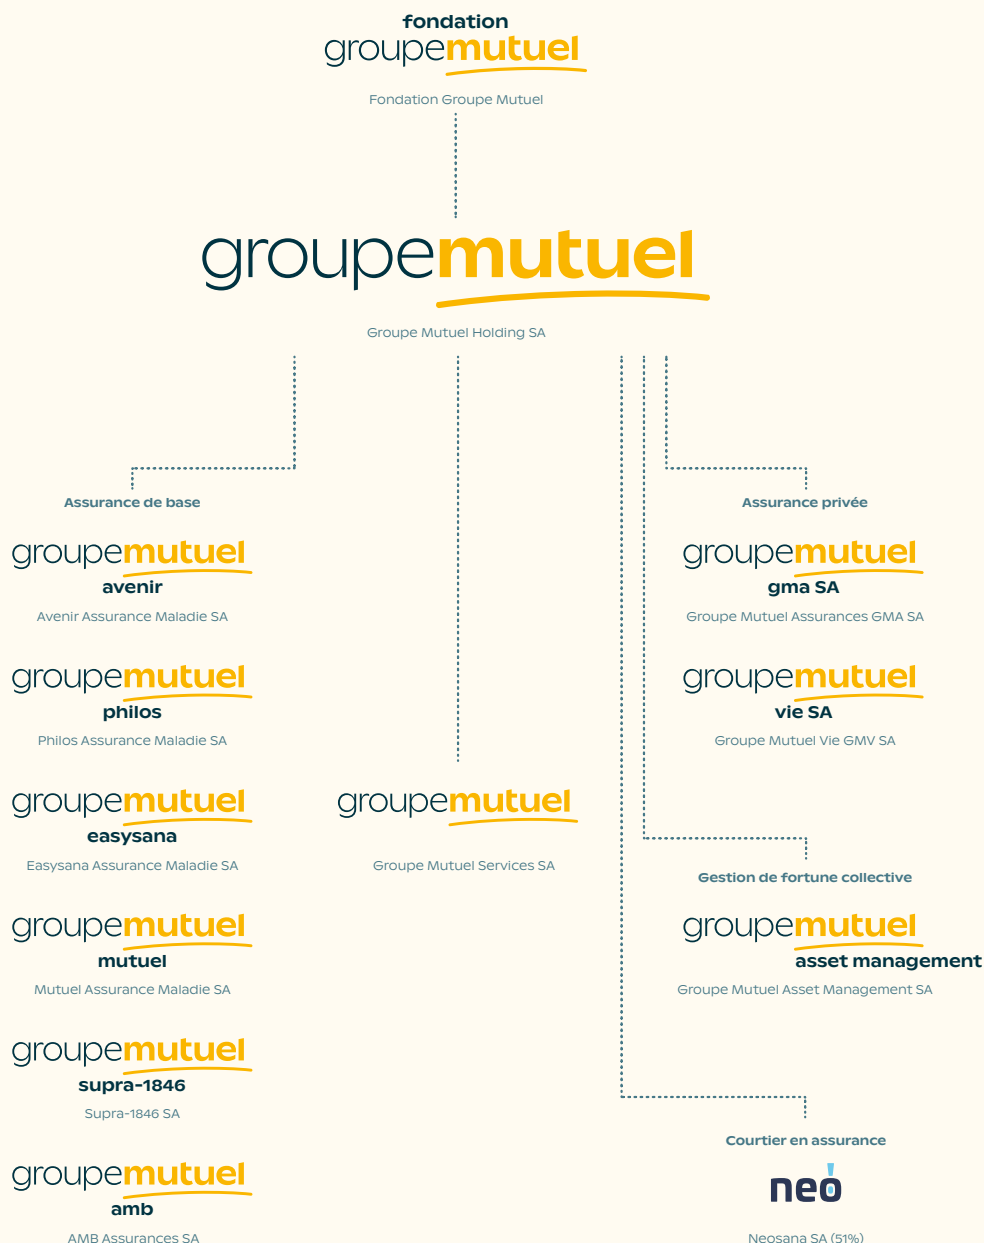 fondation
groupemutuel
Fondation Groupe Mutuel
groupemutuel
Groupe Mutuel Holding SA
Assurance de base
groupemutuel
avenir
Avenir Assurance Maladie SA
groupemutuel
philos
Philos Assurance Maladie SA
groupemutuel
easysana
Easysana Assurance Maladie SA
groupemutuel
mutuel
Mutuel Assurance Maladie SA
groupemutuel
supra-1846
Supra-1846 SA
groupemutuel
amb
AMB Assurances SA
groupemutuel
Groupe Mutuel Services SA
Assurance privée
groupemutuel
gma SA
Groupe Mutuel Assurances GMA SA
groupemutuel
vie SA
Groupe Mutuel Vie GMV SA
Gestion de fortune collective
groupemutuel
asset management
Groupe Mutuel Asset Management SA
Courtier en assurance
neo
Neosana SA (51%)